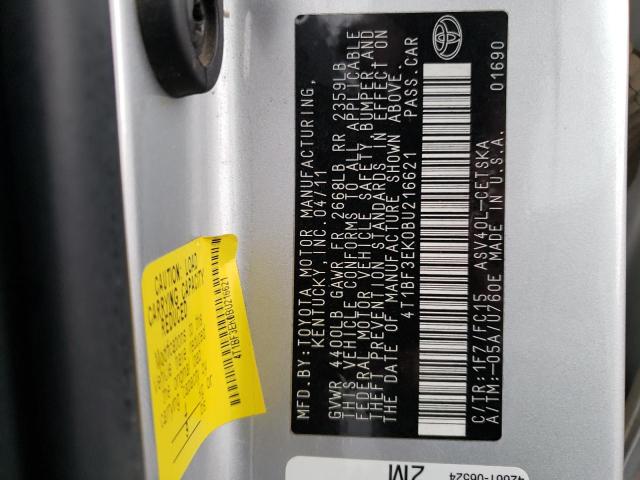 MFD.BY:TOYOTA MOTOR MANUFACTURING,
KENTUCKY,INC.04/11
GVWR 4400LB GAWR FR 2668LB RR 2359LB
THIS VEHICLE CONFORMS TO ALL APPLICABLE
FEDERAL MOTOR VEHICLE SAFETY, BUMPER,AND
THEFT PREVENTION STANDARDS IN EFFECT ON
THE DATE OF MANUFACTURE SHOWN ABOVE.
4T1BF3EK0BU216621 PASS.CAR
C/TR:1F7/FC15 ASV40L-CETSKA 01690
A/TM:-05A/U760E MADE IN U.S.A.
CAUTION: LOAD
CARRYING CAPACITY
REDUCED
4T1BF3EK0BU216621
2M